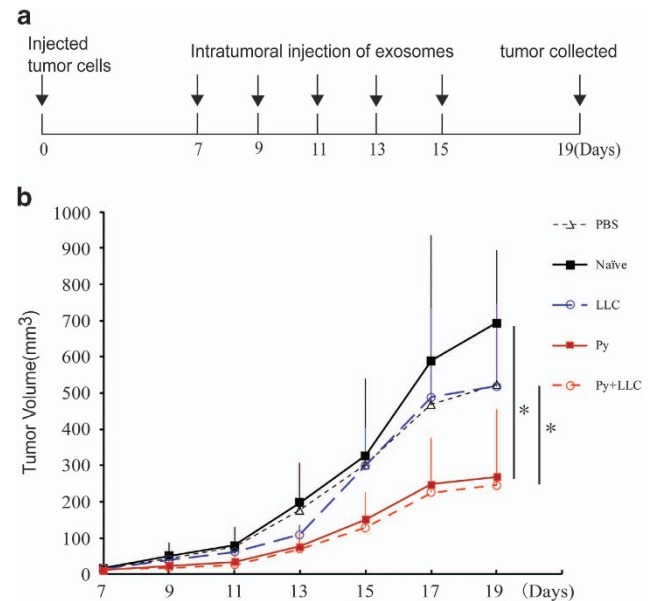 a
Injected
tumor cells
Intratumoral injection of exosomes
tumor collected
0
7
9
11
13
15
19(Days)
b
1000
900
800
700
600
500
400
300
200
100
0
Tumor Volume(mm3)
7
9
11
13
15
17
19
(Days)
PBS
Naïve
LLC
Py
Py+LLC
*
*